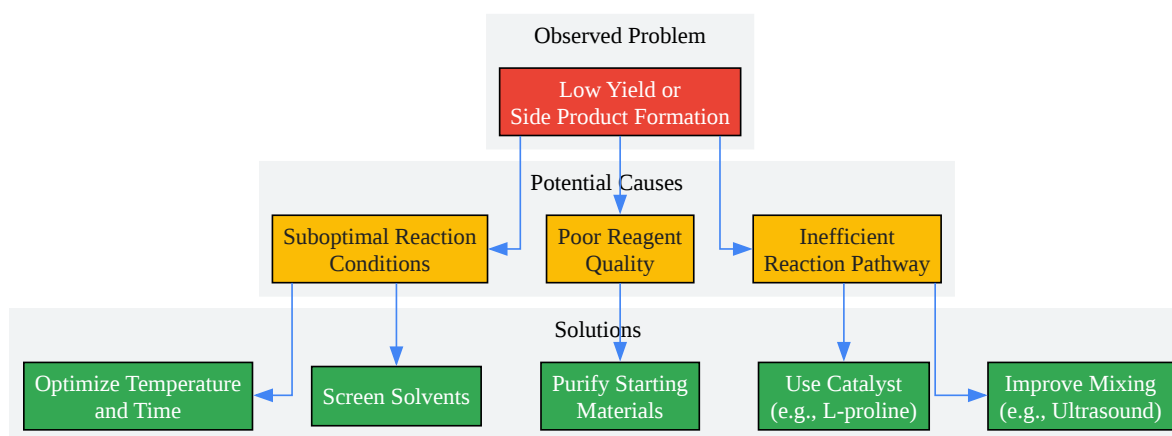 Observed Problem
Low Yield or
Side Product Formation
Potential Causes
Suboptimal Reaction
Conditions
Poor Reagent
Quality
Inefficient
Reaction Pathway
Solutions
Optimize Temperature
and Time
Screen Solvents
Purify Starting
Materials
Use Catalyst
(e.g., L-proline)
Improve Mixing
(e.g., Ultrasound)